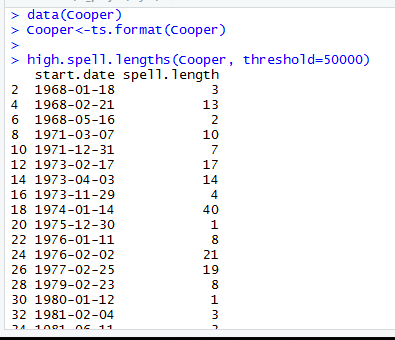 > data(Cooper)
> Cooper<-ts.format(Cooper)
>
> high.spell.lengths(Cooper, threshold=50000)
start.date spell.length
2 1968-01-18 3
4 1968-02-21 13
6 1968-05-16 2
8 1971-03-07 10
10 1971-12-31 7
12 1973-02-17 17
14 1973-04-03 14
16 1973-11-29 4
18 1974-01-14 40
20 1975-12-30 1
22 1976-01-11 8
24 1976-02-02 21
26 1977-02-25 19
28 1979-02-23 8
30 1980-01-12 1
32 1981-02-04 3